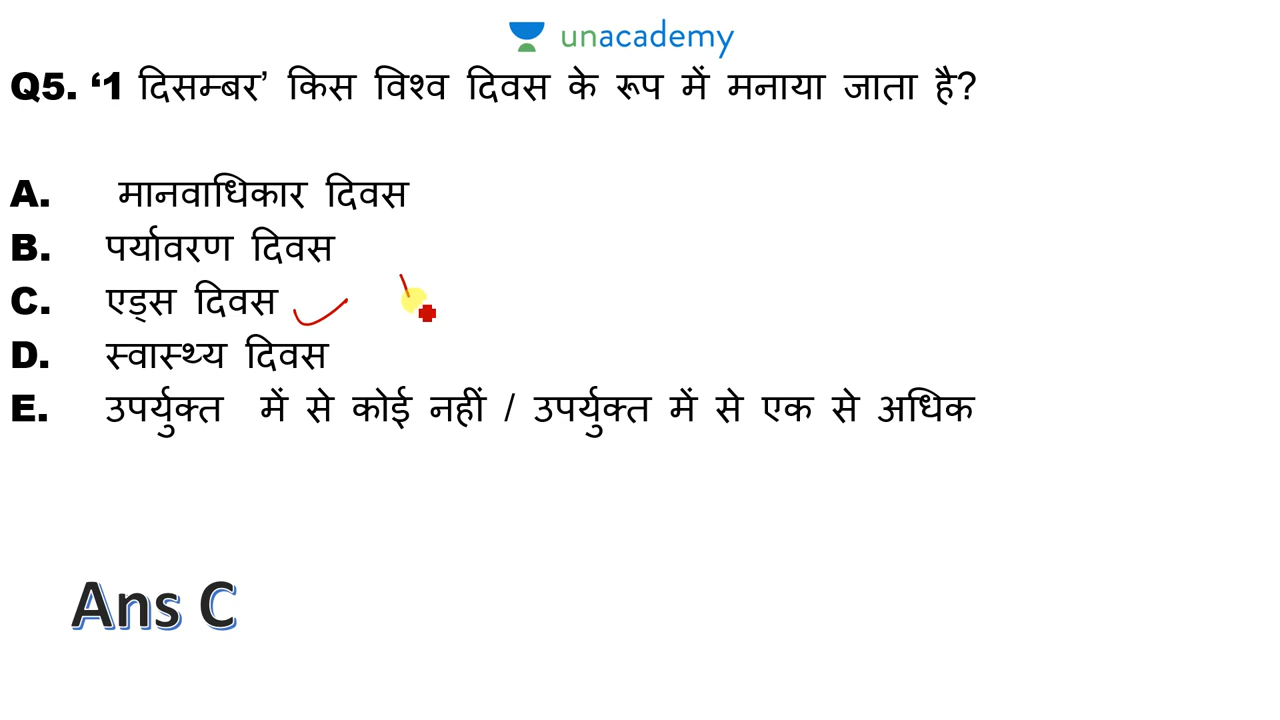 unacademy
Q5. ‘1 दिसम्बर’ किस विश्व दिवस के रूप में मनाया जाता है?
A. मानवाधिकार दिवस
B. पर्यावरण दिवस
C. एड्स दिवस
D. स्वास्थ्य दिवस
E. उपर्युक्त में से कोई नहीं / उपर्युक्त में से एक से अधिक
Ans C